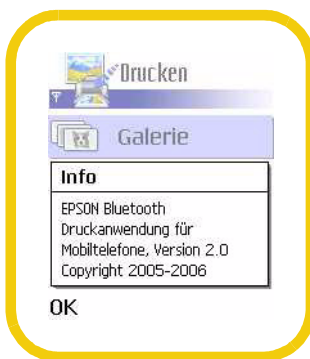 Drucken
Galerie
Info
EPSON Bluetooth
Druckanwendung für
Mobiltelefone, Version 2.0
Copyright 2005-2006
OK